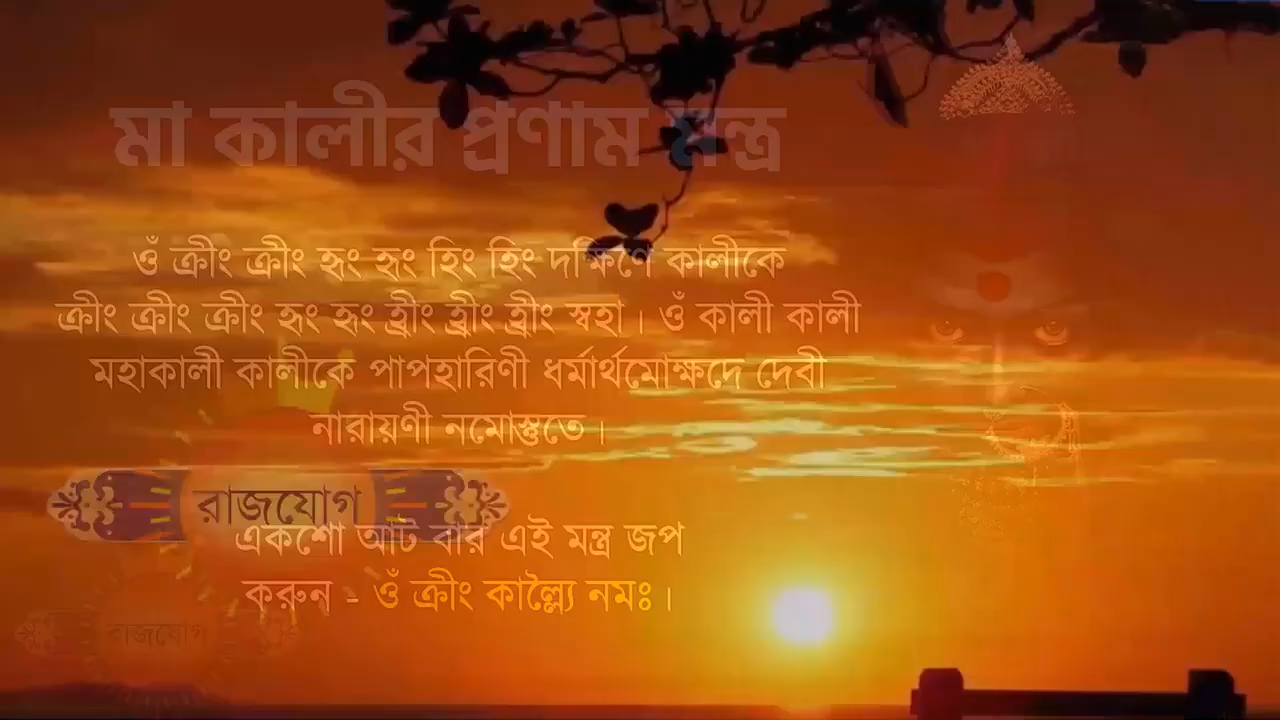 মা কালীর প্রণাম মন্ত্র
ওঁ ক্রীং ক্রীং হৃং হৃং হিং হিং দক্ষিণে কালীকে
ক্রীং ক্রীং ক্রীং হৃং হৃং হ্রীং হ্রীং হ্রীং স্বহা। ওঁ কালী কালী
মহাকালী কালীকে পাপহারিণী ধর্মার্থমোক্ষদে দেবী
নারায়ণী নমোস্তুতে।
রাজযোগ
একশো আট বার এই মন্ত্র জপ
করুন - ওঁ ক্রীং কাল্ল্যৈ নমঃ।
রাজযোগ